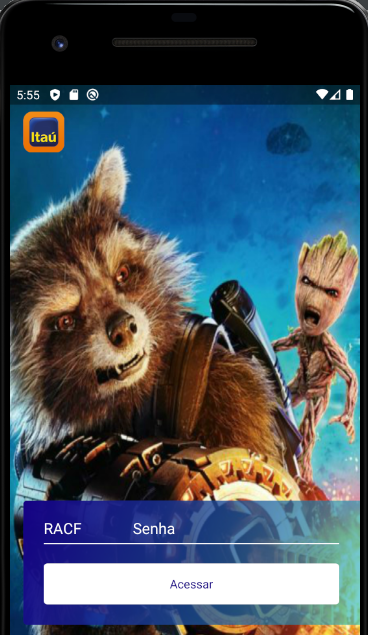 5:55
Itaú
RACF Senha
Acessar